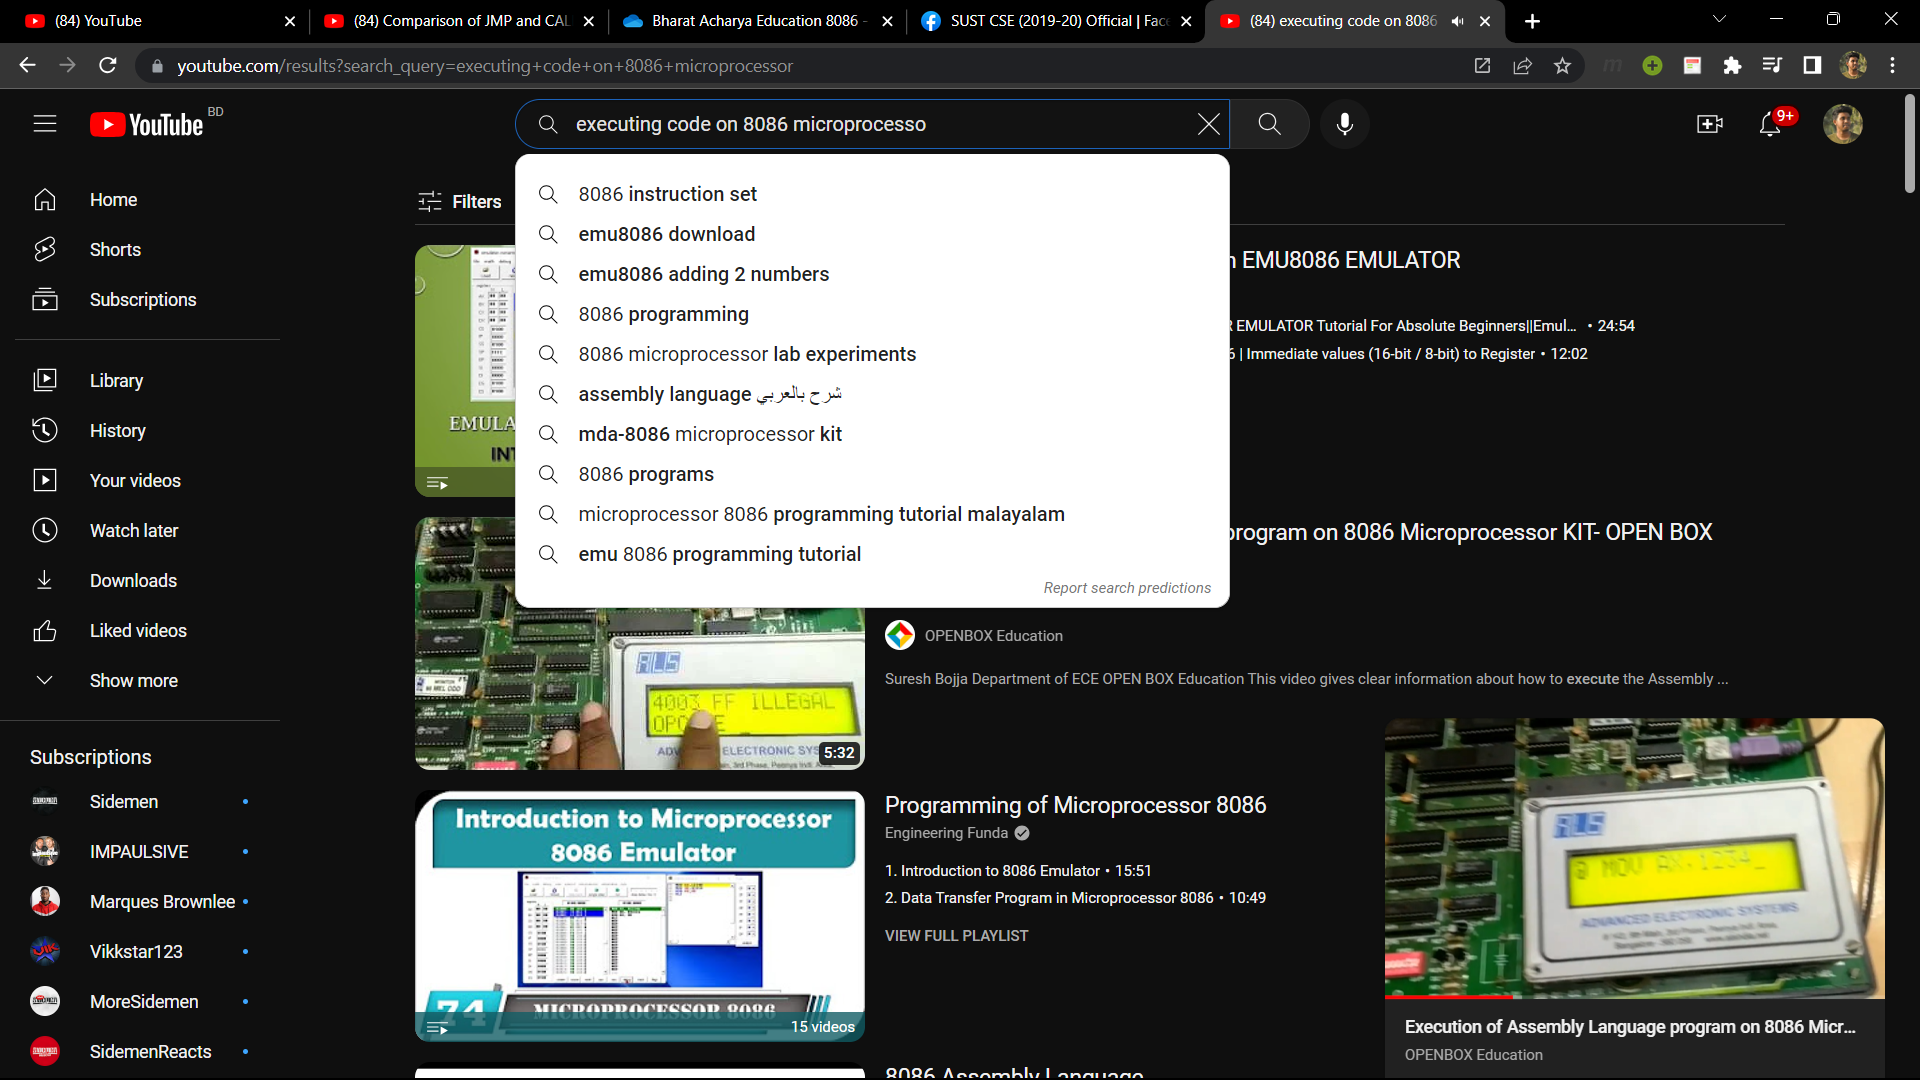 (84) YouTube
(84) Comparison of JMP and CAL
Bharat Acharya Education 8086 -
SUST CSE (2019-20) Official | Fac
(84) executing code on 8086
youtube.com/results?search_query=executing+code+on+8086+microprocessor
YouTube BD
executing code on 8086 microprocesso
9+
8086 instruction set
emu8086 download
emu8086 adding 2 numbers
8086 programming
8086 microprocessor lab experiments
assembly language شرح بالعربي
mda-8086 microprocessor kit
8086 programs
microprocessor 8086 programming tutorial malayalam
emu 8086 programming tutorial
Report search predictions
Home
Shorts
Subscriptions
Library
History
Your videos
Watch later
Downloads
Liked videos
Show more
Subscriptions
Sidemen
IMPAULSIVE
Marques Brownlee
Vikkstar123
MoreSidemen
SidemenReacts
Filters
EMULA
INT
EMU8086 EMULATOR
EMULATOR Tutorial For Absolute Beginners||Emul... • 24:54
| Immediate values (16-bit / 8-bit) to Register • 12:02
program on 8086 Microprocessor KIT- OPEN BOX
OPENBOX Education
Suresh Bojja Department of ECE OPEN BOX Education This video gives clear information about how to execute the Assembly ...
ALS
4003 FF ILLEGAL
5:32
Introduction to Microprocessor
8086 Emulator
74
MICROPROCESSOR 8086
15 videos
Programming of Microprocessor 8086
Engineering Funda
1. Introduction to 8086 Emulator • 15:51
2. Data Transfer Program in Microprocessor 8086 • 10:49
VIEW FULL PLAYLIST
8086 Assembly Language
ALS
@ MOV AX,1234_
ADVANCED ELECTRONIC SYSTEMS
Execution of Assembly Language program on 8086 Micr...
OPENBOX Education